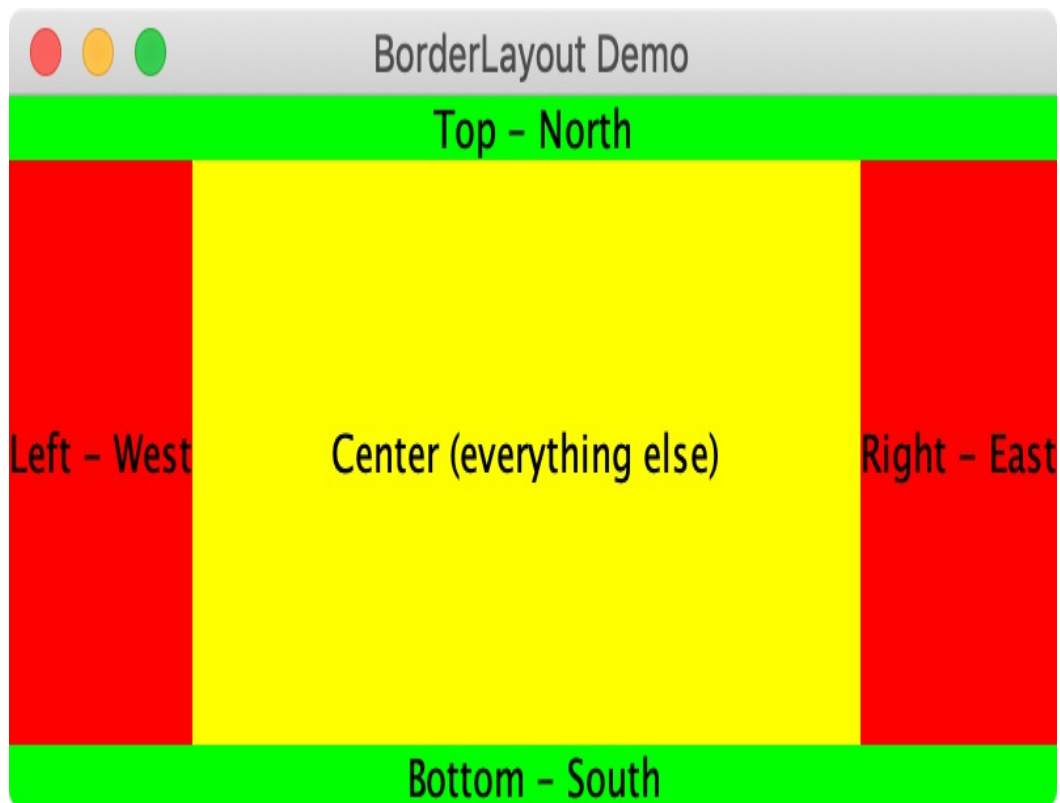 BorderLayout Demo
Top – North
Left – West
Center (everything else)
Right – East
Bottom – South